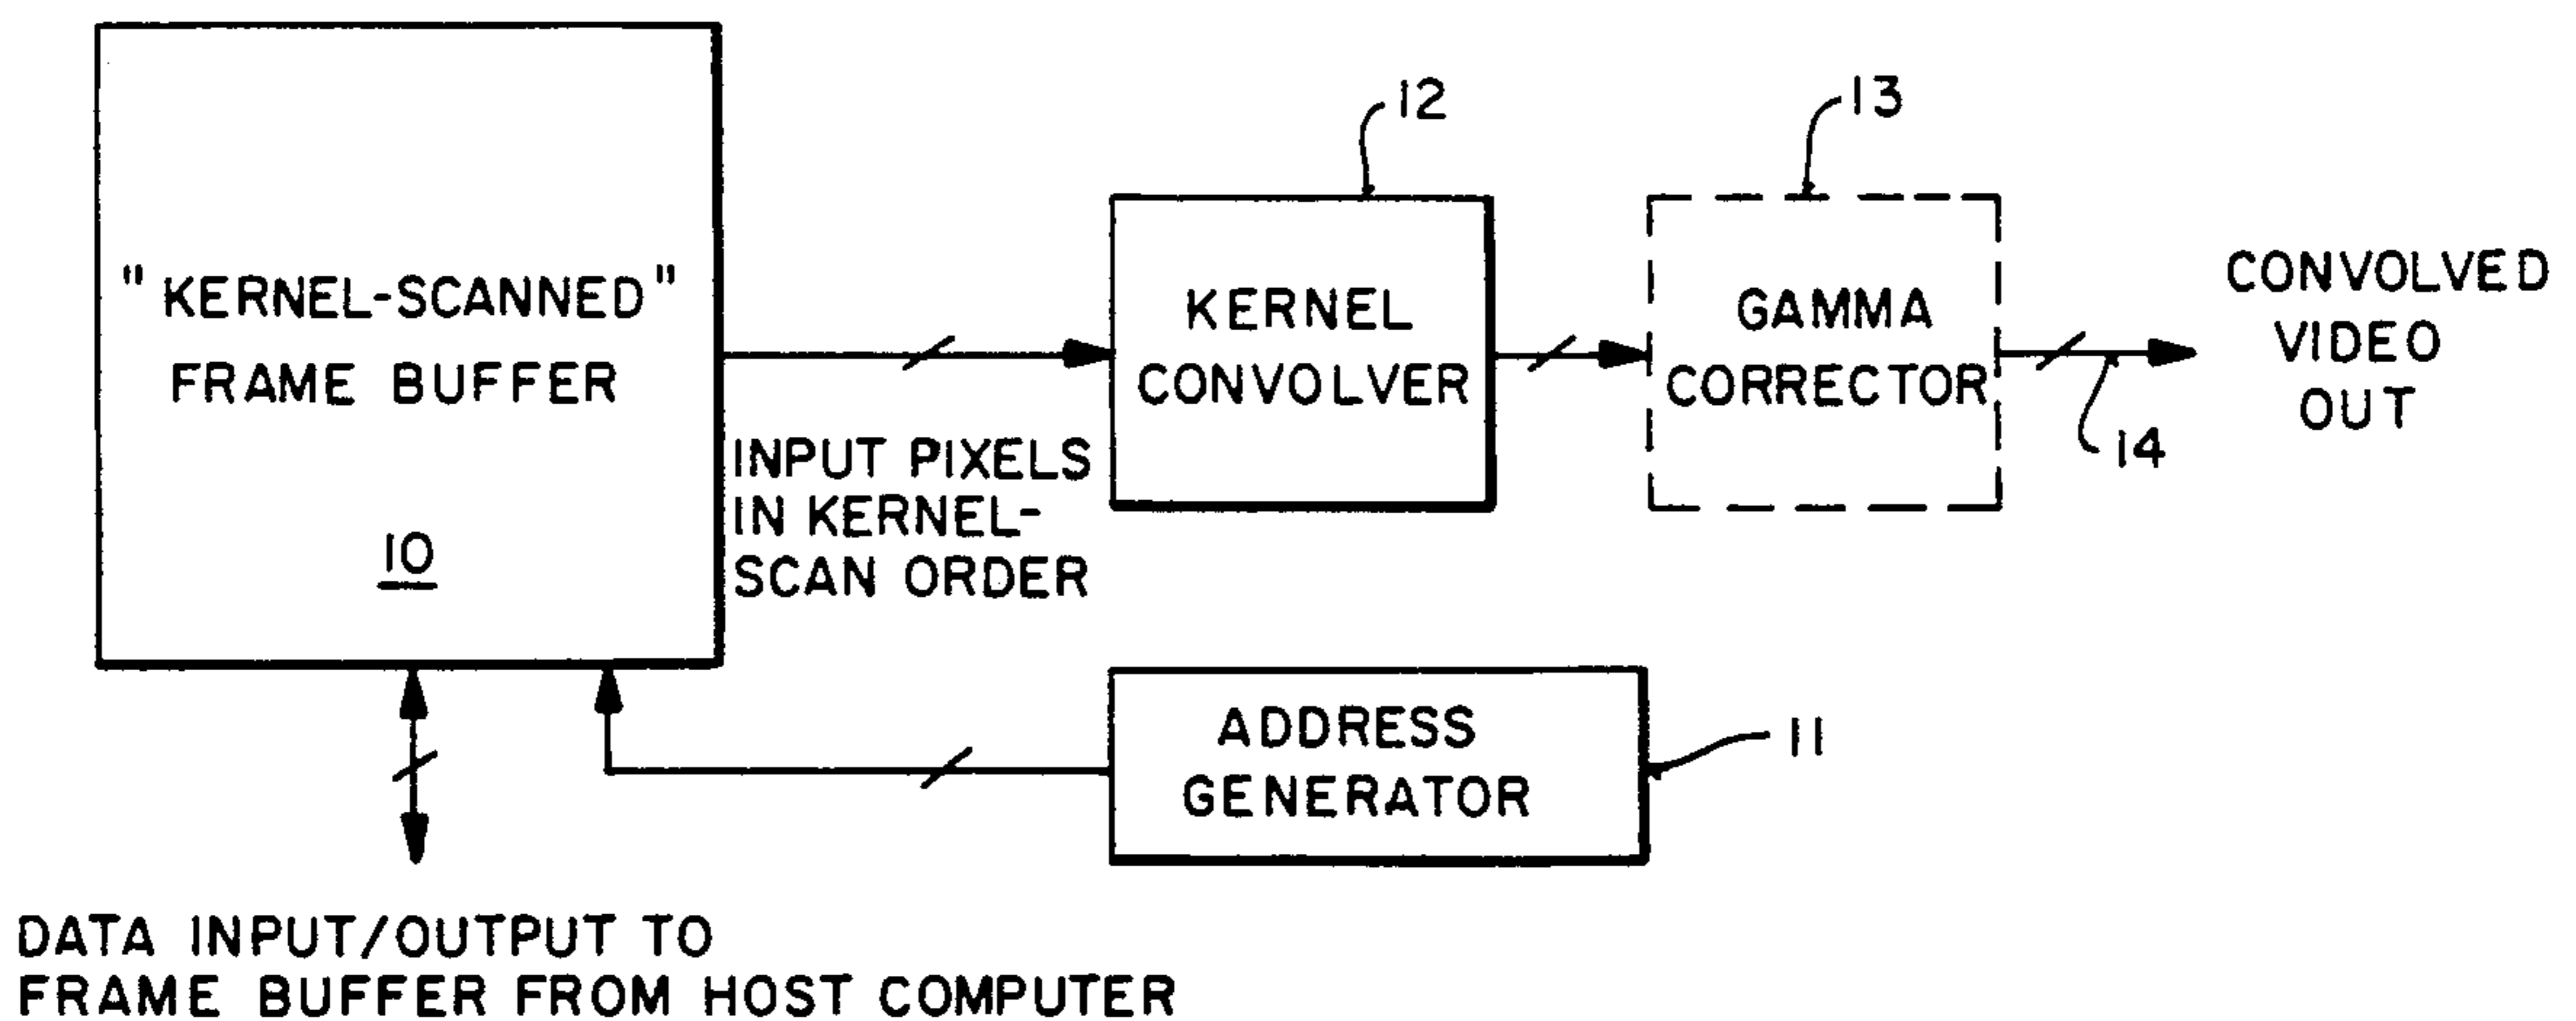 "KERNEL-SCANNED"
FRAME BUFFER
10
INPUT PIXELS
IN KERNEL-
SCAN ORDER
12
KERNEL
CONVOLVER
13
GAMMA
CORRECTOR
14
CONVOLVED
VIDEO
OUT
ADDRESS
GENERATOR
11
DATA INPUT/OUTPUT TO
FRAME BUFFER FROM HOST COMPUTER